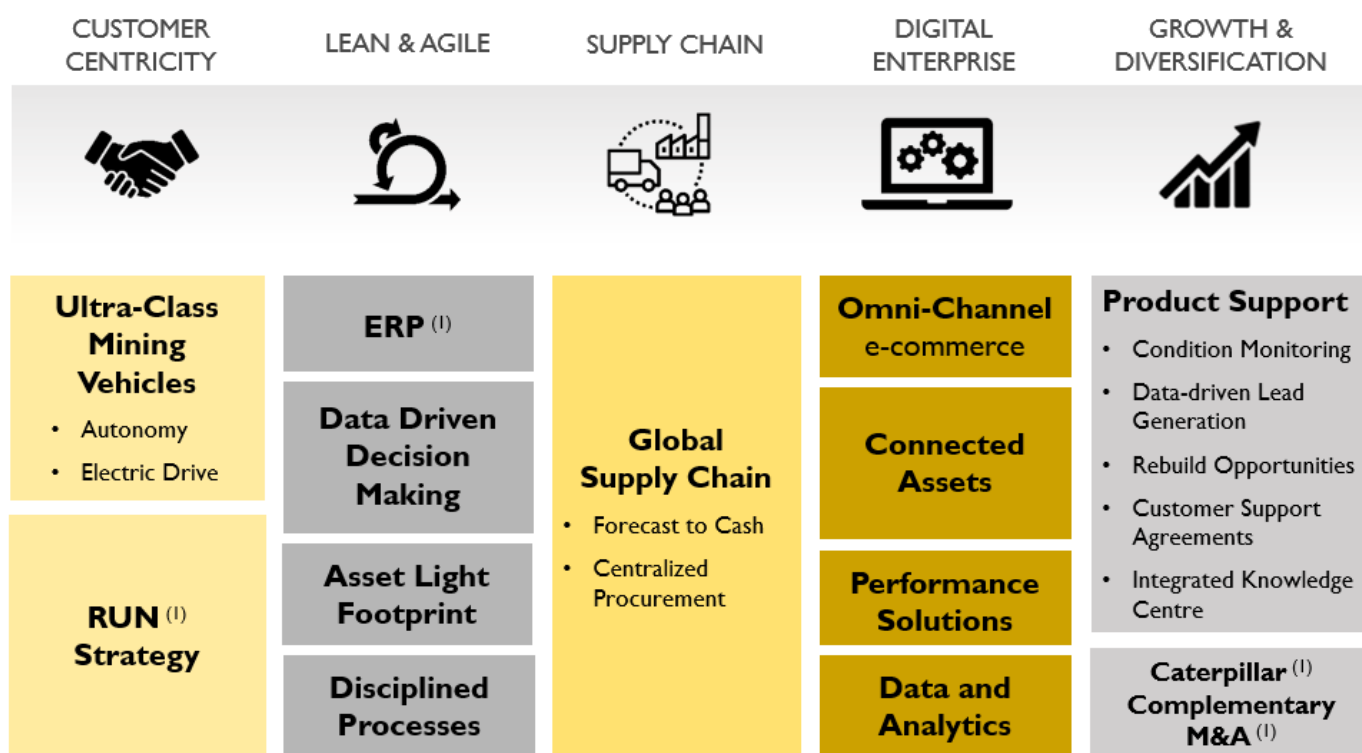 CUSTOMER
CENTRICITY
LEAN & AGILE
SUPPLY CHAIN
DIGITAL
ENTERPRISE
GROWTH &
DIVERSIFICATION
Ultra-Class
Mining
Vehicles
• Autonomy
• Electric Drive
RUN (1)
Strategy
ERP (1)
Data Driven
Decision
Making
Asset Light
Footprint
Disciplined
Processes
Global
Supply Chain
• Forecast to Cash
• Centralized
Procurement
Omni-Channel
e-commerce
Connected
Assets
Performance
Solutions
Data and
Analytics
Product Support
• Condition Monitoring
• Data-driven Lead
Generation
• Rebuild Opportunities
• Customer Support
Agreements
• Integrated Knowledge
Centre
Caterpillar (1)
Complementary
M&A (1)